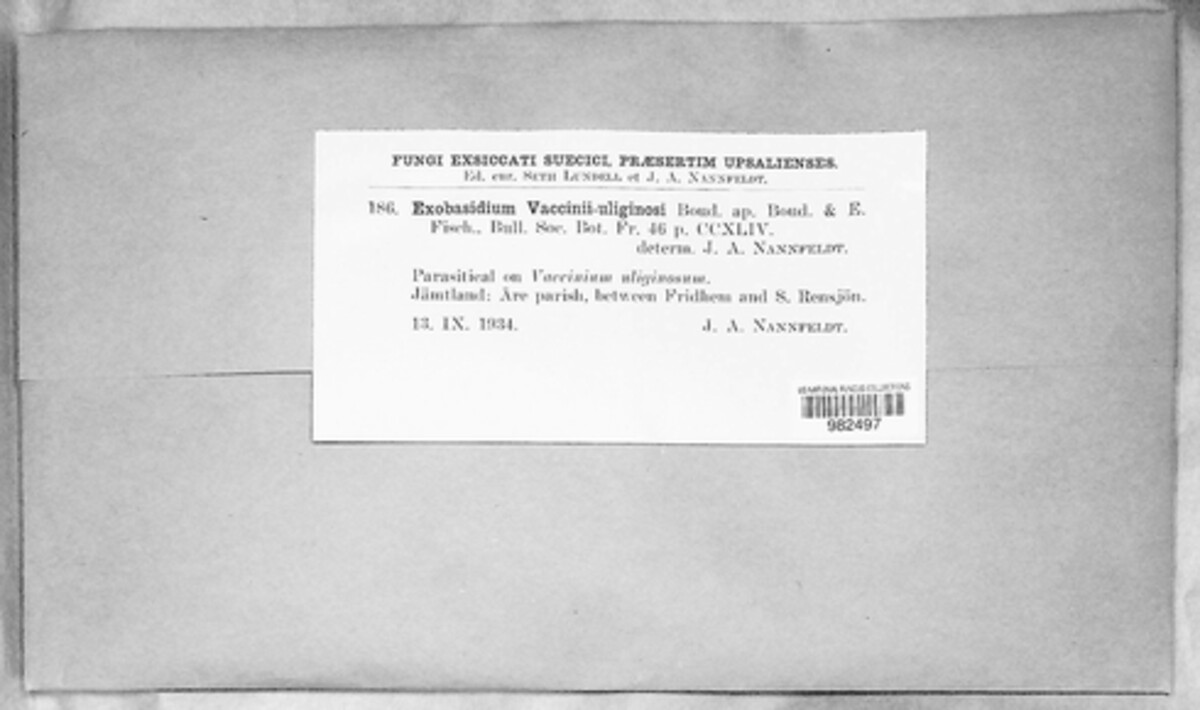 FUNGI EXSICCATI SUECICI, PRÆSERTIM UPSALIENSES.
Ed. cur. SETH LUNDELL et J. A. NANNFELDT.
186. Exobasidium Vaccinii-uliginosi Boud. ap. Boud. & E.
Fisch., Bull. Soc. Bot. Fr. 46 p. CCXLIV.
determ. J. A. NANNFELDT.
Parasitical on Vaccinium uliginosum.
Jämtland: Åre parish, between Fridhem and S. Rensjön.
13. IX. 1934. J. A. NANNFELDT.
982497